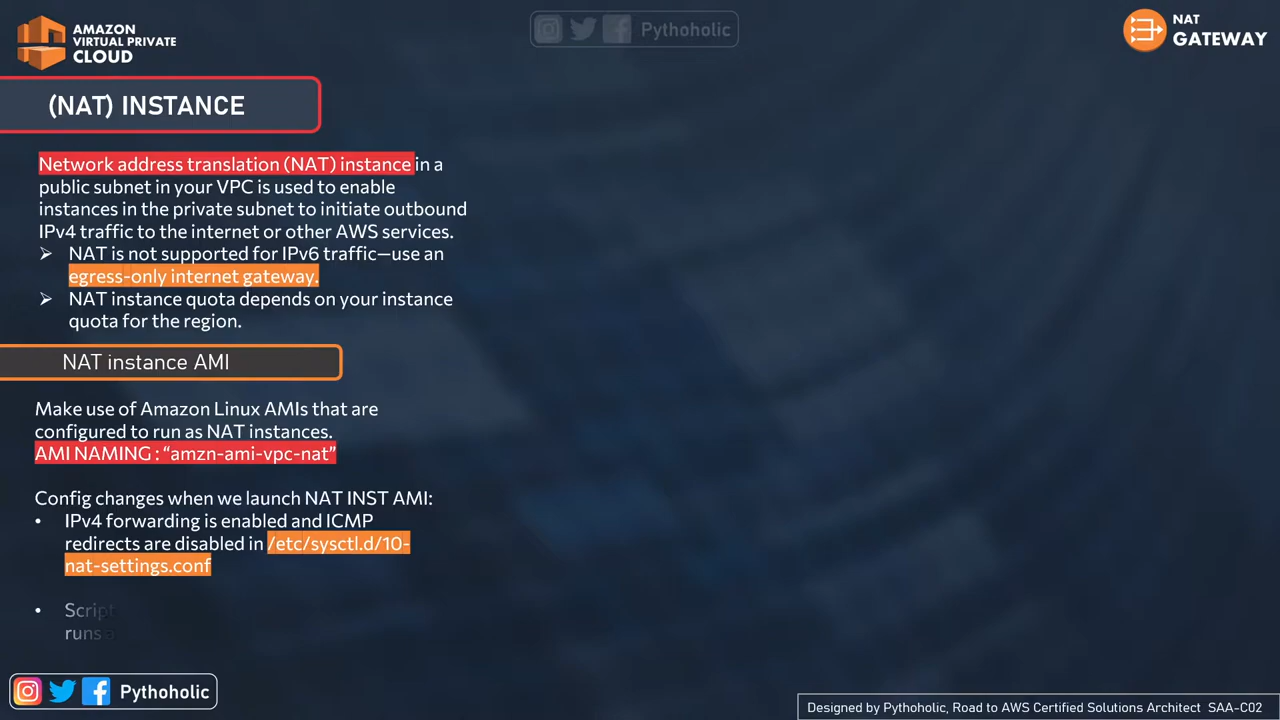 AMAZON
VIRTUAL PRIVATE
CLOUD
Pythoholic
NAT
GATEWAY
(NAT) INSTANCE
Network address translation (NAT) instance in a
public subnet in your VPC is used to enable
instances in the private subnet to initiate outbound
IPv4 traffic to the internet or other AWS services.
➢ NAT is not supported for IPv6 traffic—use an
egress-only internet gateway.
➢ NAT instance quota depends on your instance
quota for the region.
NAT instance AMI
Make use of Amazon Linux AMIs that are
configured to run as NAT instances.
AMI NAMING : “amzn-ami-vpc-nat”
Config changes when we launch NAT INST AMI:
• IPv4 forwarding is enabled and ICMP
redirects are disabled in /etc/sysctl.d/10-
nat-settings.conf
• Script
runs a
Pythoholic
Designed by Pythoholic, Road to AWS Certified Solutions Architect SAA-C02